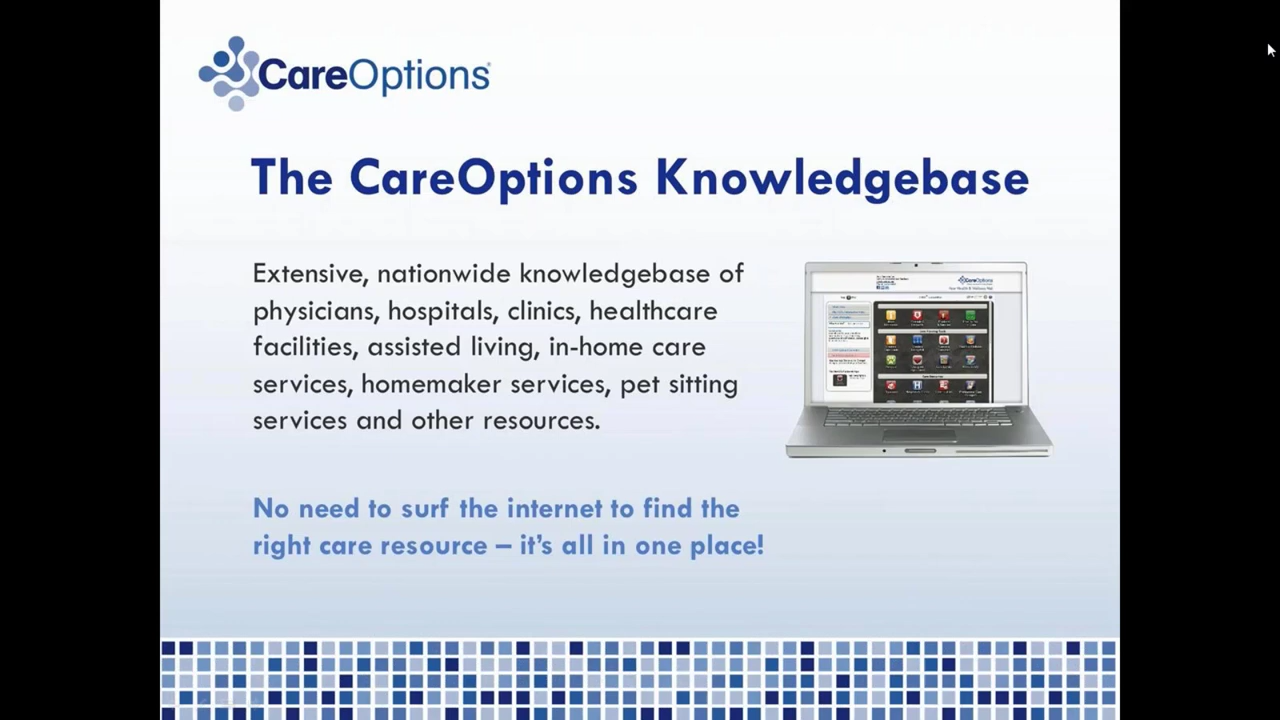 CareOptions
The CareOptions Knowledgebase
Extensive, nationwide knowledgebase of
physicians, hospitals, clinics, healthcare
facilities, assisted living, in-home care
services, homemaker services, pet sitting
services and other resources.
CareOptions
No need to surf the internet to find the
right care resource – it’s all in one place!